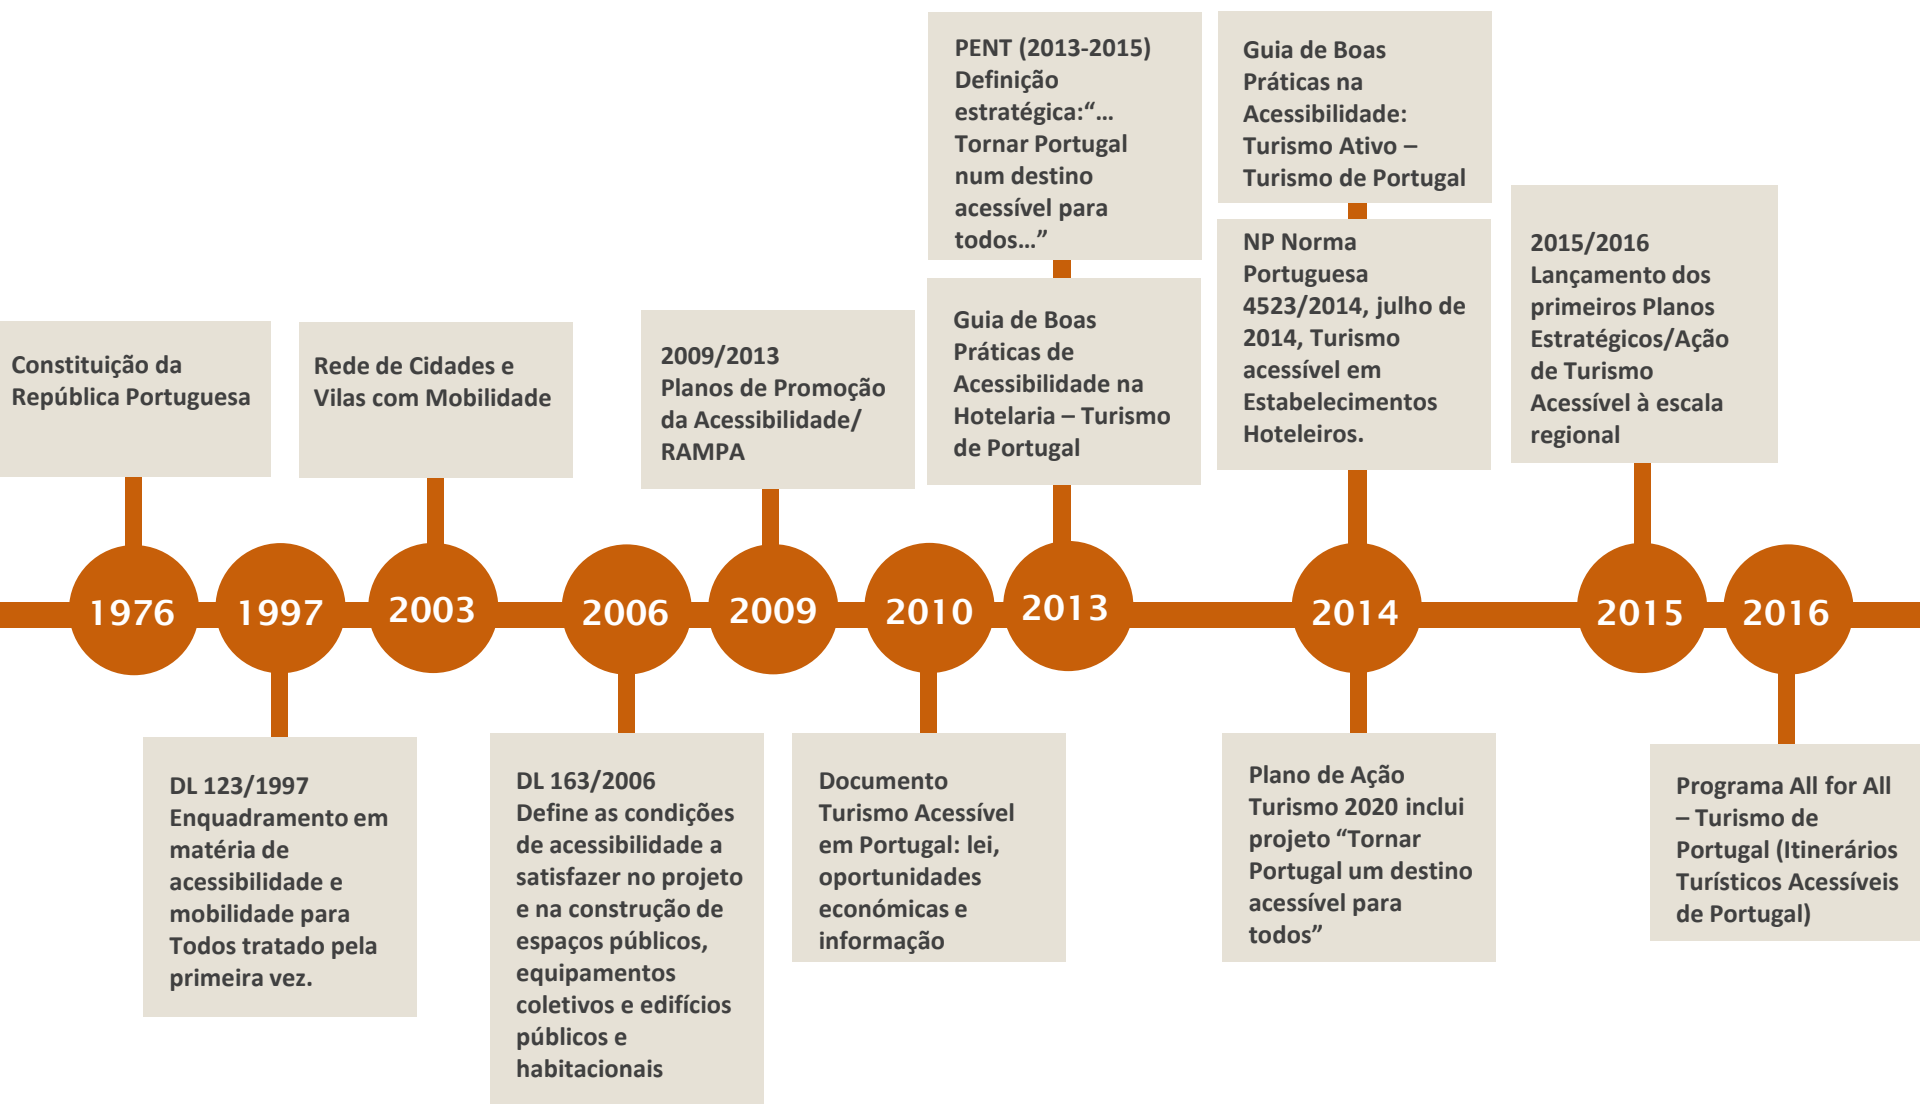 PENT (2013-2015)
Definição
estratégica:“…
Tornar Portugal
num destino
acessível para
todos…”
Guia de Boas
Práticas na
Acessibilidade:
Turismo Ativo –
Turismo de Portugal
Constituição da
República Portuguesa
Rede de Cidades e
Vilas com Mobilidade
2009/2013
Planos de Promoção
da Acessibilidade/
RAMPA
Guia de Boas
Práticas de
Acessibilidade na
Hotelaria – Turismo
de Portugal
NP Norma
Portuguesa
4523/2014, julho de
2014, Turismo
acessível em
Estabelecimentos
Hoteleiros.
2015/2016
Lançamento dos
primeiros Planos
Estratégicos/Ação
de Turismo
Acessível à escala
regional
1976
1997
2003
2006
2009
2010
2013
2014
2015
2016
DL 123/1997
Enquadramento em
matéria de
acessibilidade e
mobilidade para
Todos tratado pela
primeira vez.
DL 163/2006
Define as condições
de acessibilidade a
satisfazer no projeto
e na construção de
espaços públicos,
equipamentos
coletivos e edifícios
públicos e
habitacionais
Documento
Turismo Acessível
em Portugal: lei,
oportunidades
económicas e
informação
Plano de Ação
Turismo 2020 inclui
projeto “Tornar
Portugal um destino
acessível para
todos”
Programa All for All
– Turismo de
Portugal (Itinerários
Turísticos Acessíveis
de Portugal)